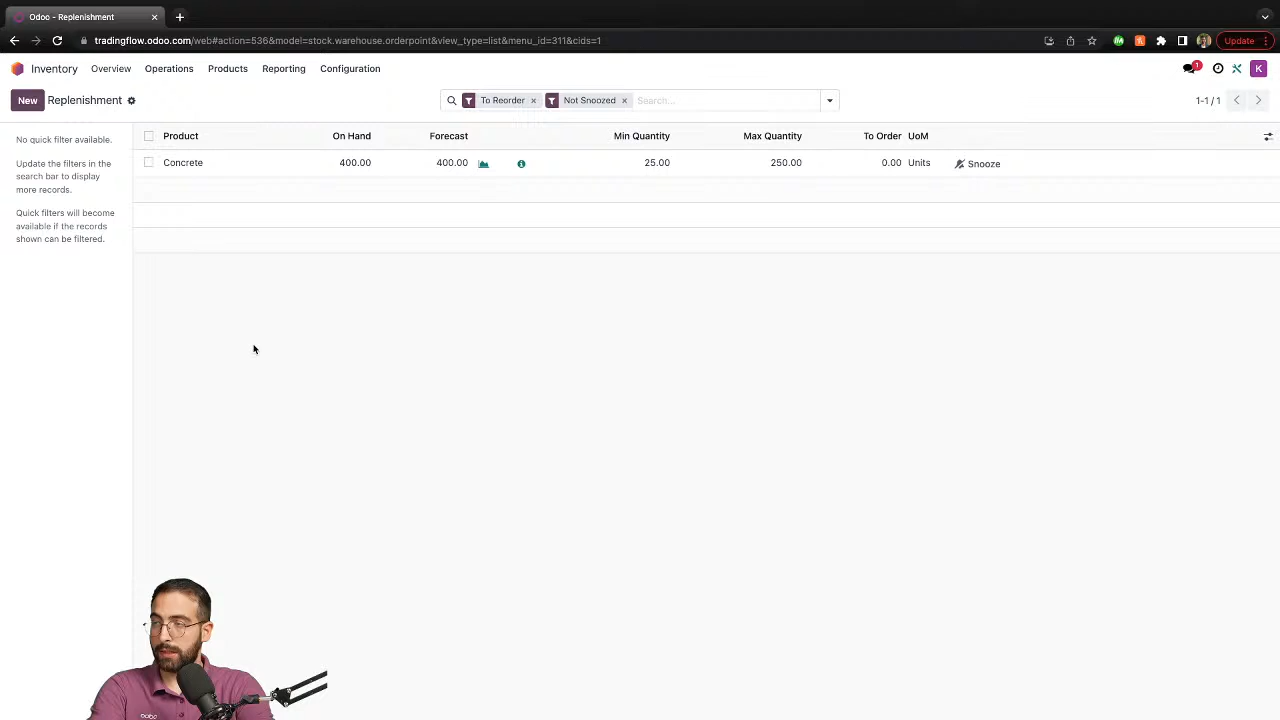 Odoo - Replenishment
tradingflow.odoo.com/web#action=536&model=stock.warehouse.orderpoint&view_type=list&menu_id=311&cids=1
Update
Inventory Overview Operations Products Reporting Configuration
1
K
New Replenishment
To Reorder
Not Snoozed
Search...
1-1 / 1
No quick filter available.
Update the filters in the
search bar to display
more records.
Quick filters will become
available if the records
shown can be filtered.
Product On Hand Forecast Min Quantity Max Quantity To Order UoM
Concrete 400.00 400.00 25.00 250.00 0.00 Units Snooze
odoo